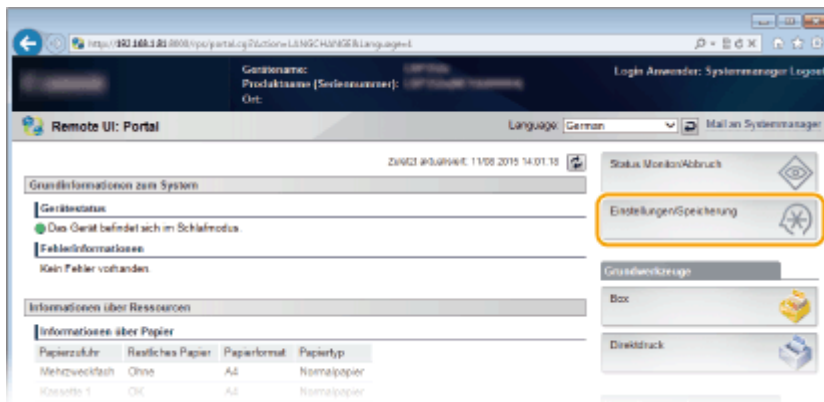 Gerätename:
Produktname (Seriennummer):
Ort:
Login Anwender: Systemmanager Logout
Remote UI: Portal
Language: German
Mail an Systemmanager
Zuletzt aktualisiert: 11/08 2015 14:01:18
Grundinformationen zum System
Gerätestatus
Das Gerät befindet sich im Schlafmodus.
Fehlerinformationen
Kein Fehler vorhanden.
Informationen über Ressourcen
Informationen über Papier
Papierzufuhr Restliches Papier Papierformat Papiertyp
Mehrzweckfach Ohne A4 Normalpapier
Kassette 1 OK A4 Normalpapier
Status Monitor/Abbruch
Einstellungen/Speicherung
Grundwerkzeuge
Box
Direktdruck